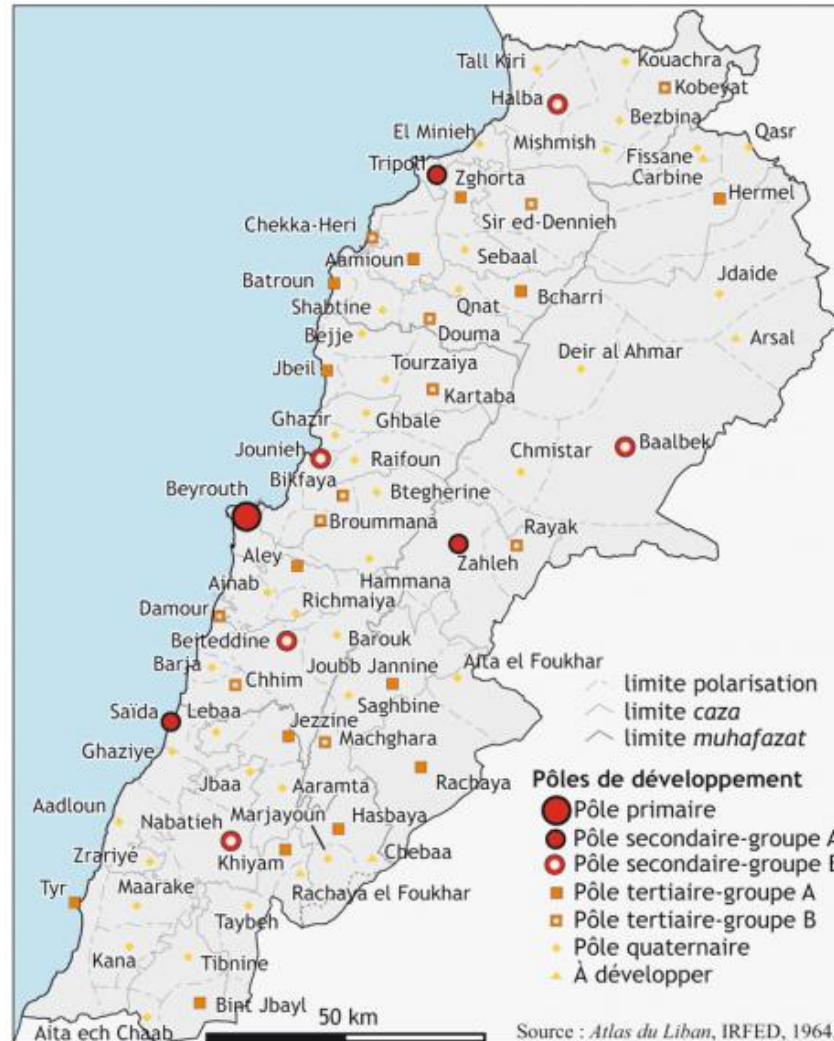 Tall Kiri
Kouachra
Halba
Kobeyat
Bezbina
El Minieh
Mishmish
Qasr
Fissane
Tripoli
Zghorta
Carbine
Hermel
Sir ed-Dennieh
Chekka-Heri
Aamioun
Sebaal
Jdaide
Batroun
Bcharri
Shabtine
Qnat
Douma
Bejje
Arsal
Deir al Ahmar
Tourzaiya
Jbeil
Kartaba
Ghazir
Ghbale
Jounieh
Raifoun
Chmistar
Baalbek
Bikfaya
Beyrouth
Btegherine
Broummana
Rayak
Aley
Zahleh
Hammana
Ajnab
Richmaiya
Damour
Beiteddine
Barouk
Barja
Joubb Jannine
Aita el Foukhar
Chhim
Saghbine
Saïda
Lebaa
Jezzine
Machghara
Ghaziye
Jbaa
Aaramta
Rachaya
Aadloun
Marjayoun
Hasbaya
Nabatieh
Zrariyé
Khiyam
Chebaa
Tyr
Maarake
Rachaya el Foukhar
Taybeh
Kana
Tibnine
Bint Jbayl
Aita ech Chaab
50 km
limite polarisation
limite caza
limite muhafazat
Pôles de développement
Pôle primaire
Pôle secondaire-groupe A
Pôle secondaire-groupe B
Pôle tertiaire-groupe A
Pôle tertiaire-groupe B
Pôle quaternaire
À développer
Source : Atlas du Liban, IRFED, 1964.